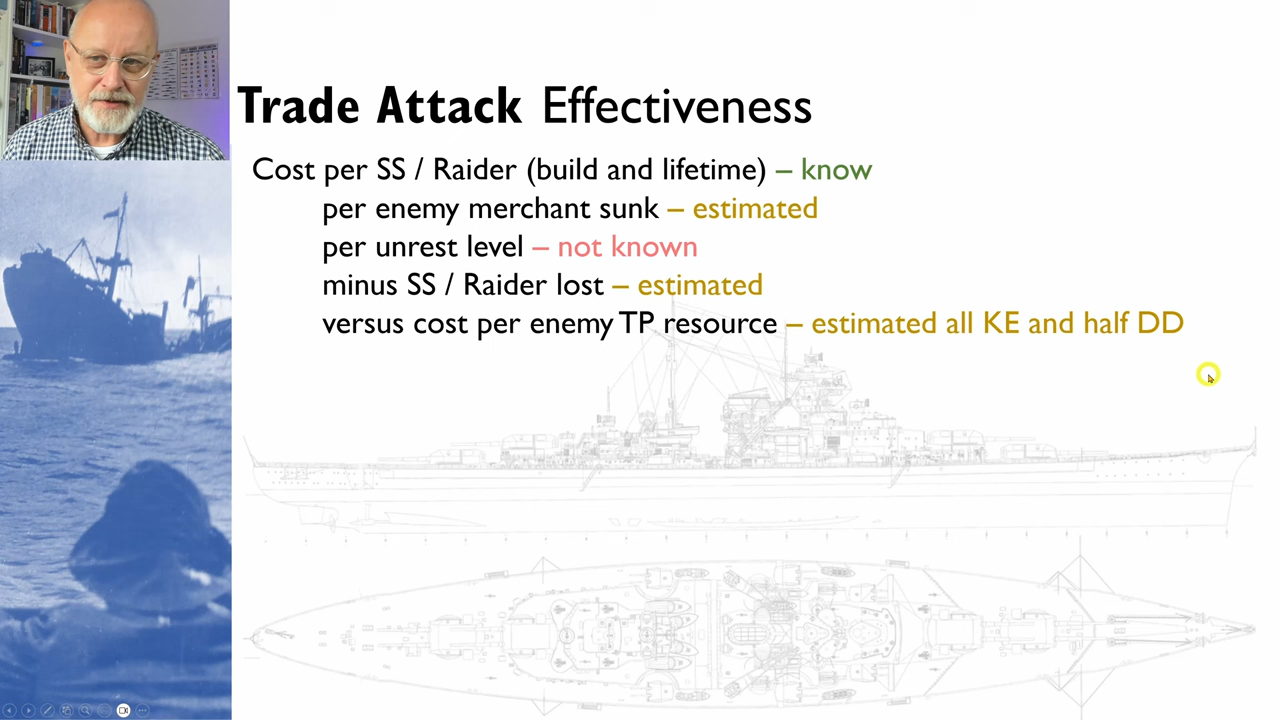 Trade Attack Effectiveness
Cost per SS / Raider (build and lifetime) – know
per enemy merchant sunk – estimated
per unrest level – not known
minus SS / Raider lost – estimated
versus cost per enemy TP resource – estimated all KE and half DD